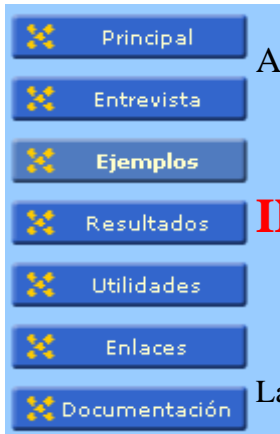 Principal
Entrevista
Ejemplos
Resultados
Utilidades
Enlaces
Documentación